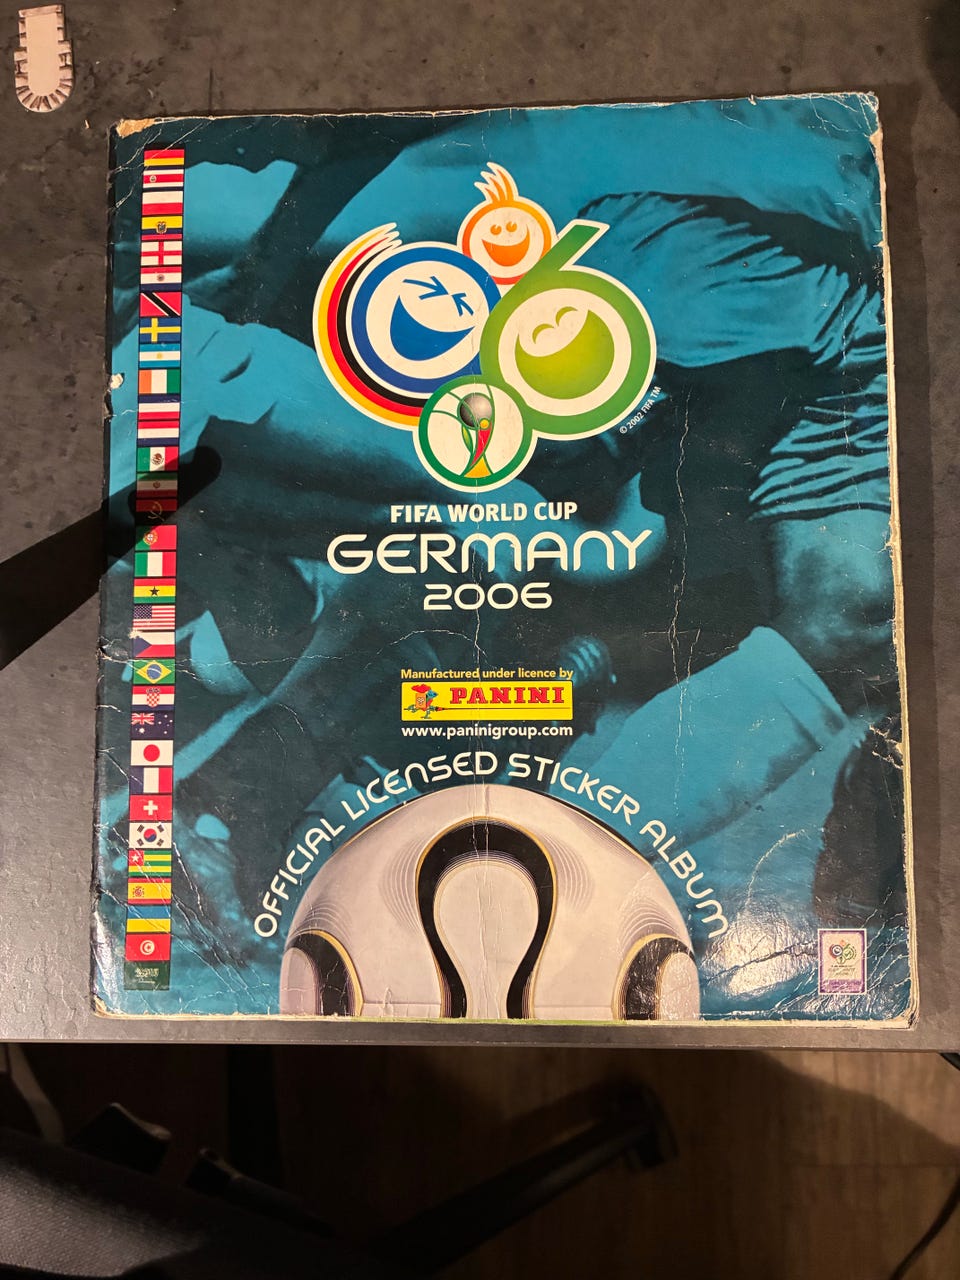 © 2002 FIFA TM
FIFA WORLD CUP
GERMANY
2006
Manufactured under licence by
PANINI
www.paninigroup.com
OFFICIAL LICENSED STICKER ALBUM